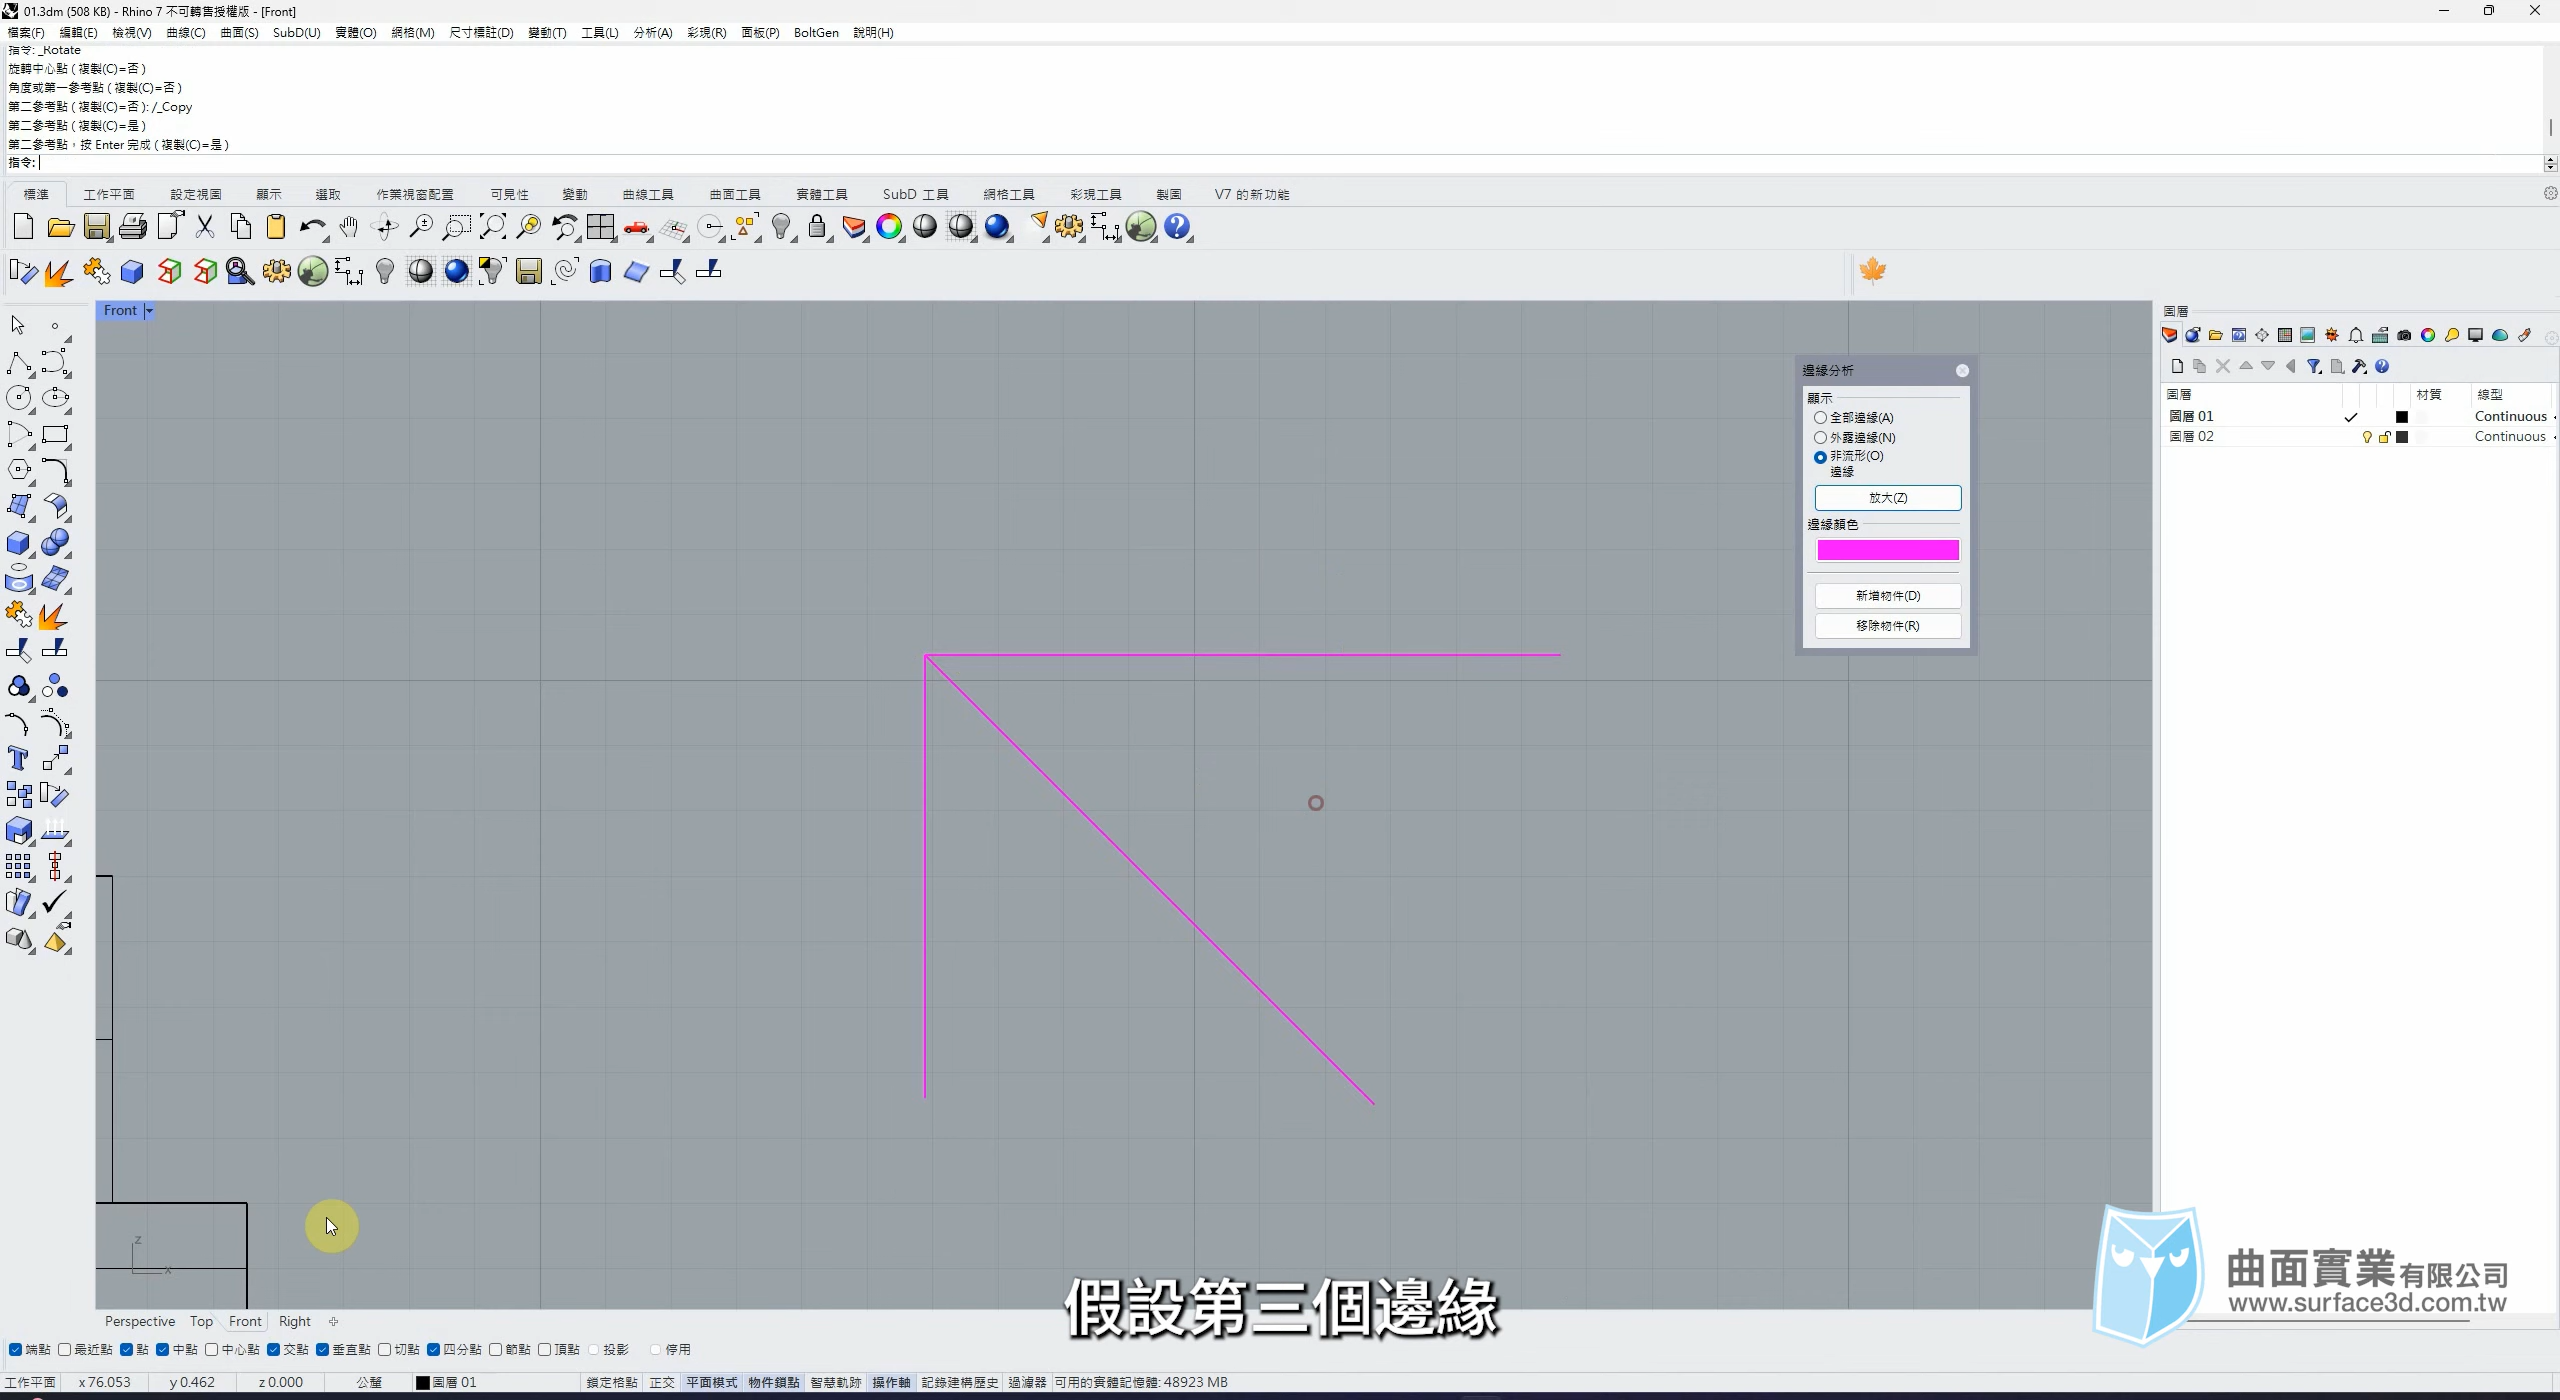 01.3dm (508 KB) - Rhino 7 不可轉售授權版 - [Front]
檔案(F) 編輯(E) 檢視(V) 曲線(C) 曲面(S) SubD(U) 實體(O) 網格(M) 尺寸標註(D) 變動(T) 工具(L) 分析(A) 彩現(R) 面板(P) BoltGen 說明(H)
指令: _Rotate
旋轉中心點 ( 複製(C)=否 )
角度或第一參考點 ( 複製(C)=否 )
第二參考點 ( 複製(C)=否 ): /_Copy
第二參考點 ( 複製(C)=是 )
第二參考點，按 Enter 完成 ( 複製(C)=是 )
指令:
標準 工作平面 設定視圖 顯示 選取 作業視窗配置 可見性 變動 曲線工具 曲面工具 實體工具 SubD 工具 網格工具 彩現工具 製圖 V7 的新功能
Front
圖層
邊緣分析
顯示
全部邊緣(A)
外露邊緣(N)
非流形(O)
邊緣
放大(Z)
邊緣顏色
新增物件(D)
移除物件(R)
圖層 材質 線型
圖層 01 Continuous
圖層 02 Continuous
z
x
假設第三個邊緣
曲面實業有限公司
www.surface3d.com.tw
Perspective Top Front Right
端點 最近點 點 中點 中心點 交點 垂直點 切點 四分點 節點 頂點 投影 停用
工作平面 x 76.053 y 0.462 z 0.000 公釐 圖層 01 鎖定格點 正交 平面模式 物件鎖點 智慧軌跡 操作軸 記錄建構歷史 過濾器 可用的實體記憶體: 48923 MB